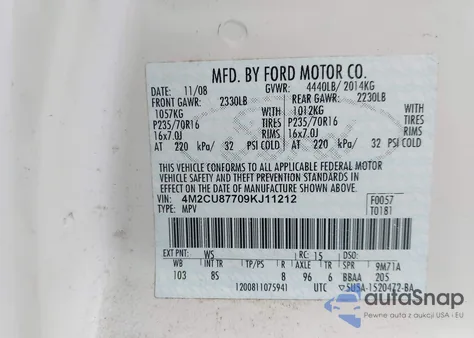 MFD. BY FORD MOTOR CO.
DATE: 11/08 GVWR: 4440LB/ 2014KG
FRONT GAWR: 2330LB REAR GAWR: 2230LB
1057KG 1012KG
P235/70R16 TIRES P235/70R16 TIRES
16x7.0J RIMS 16x7.0J RIMS
AT 220 kPa/ 32 PSI COLD AT 220 kPa/ 32 PSI COLD
THIS VEHICLE CONFORMS TO ALL APPLICABLE FEDERAL MOTOR
VEHICLE SAFETY AND THEFT PREVENTION STANDARDS IN EFFECT
ON THE DATE OF MANUFACTURE SHOWN ABOVE.
VIN: 4M2CU87709KJ11212 F0057
TYPE: MPV T0181
EXT PNT: WS RC: 15 DSO:
WB INT TR TP/PS R AXLE TR SPR 9M71A
103 8S 8 96 6 BBAA 205
1200811075941 UTC ▽5U5A-1520472-BA
autoSnap
Pewne auta z aukcji w USA i Kanadzie